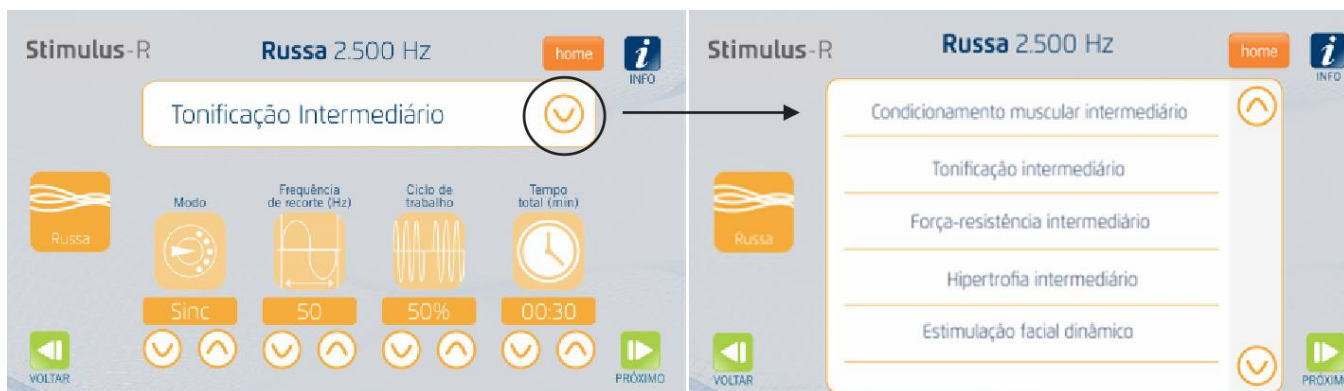 Stimulus-R
Russa 2.500 Hz
home
i
INFO
Tonificação Intermediário
Russa
Modo
Frequência
de recorte (Hz)
Ciclo de
trabalho
Tempo
total (min)
Sinc
50
50%
00:30
VOLTAR
PRÓXIMO
Stimulus-R
Russa 2.500 Hz
home
i
INFO
Condicionamento muscular intermediário
Tonificação intermediário
Força-resistência intermediário
Hipertrofia intermediário
Estimulação facial dinâmico
Russa
VOLTAR
PRÓXIM